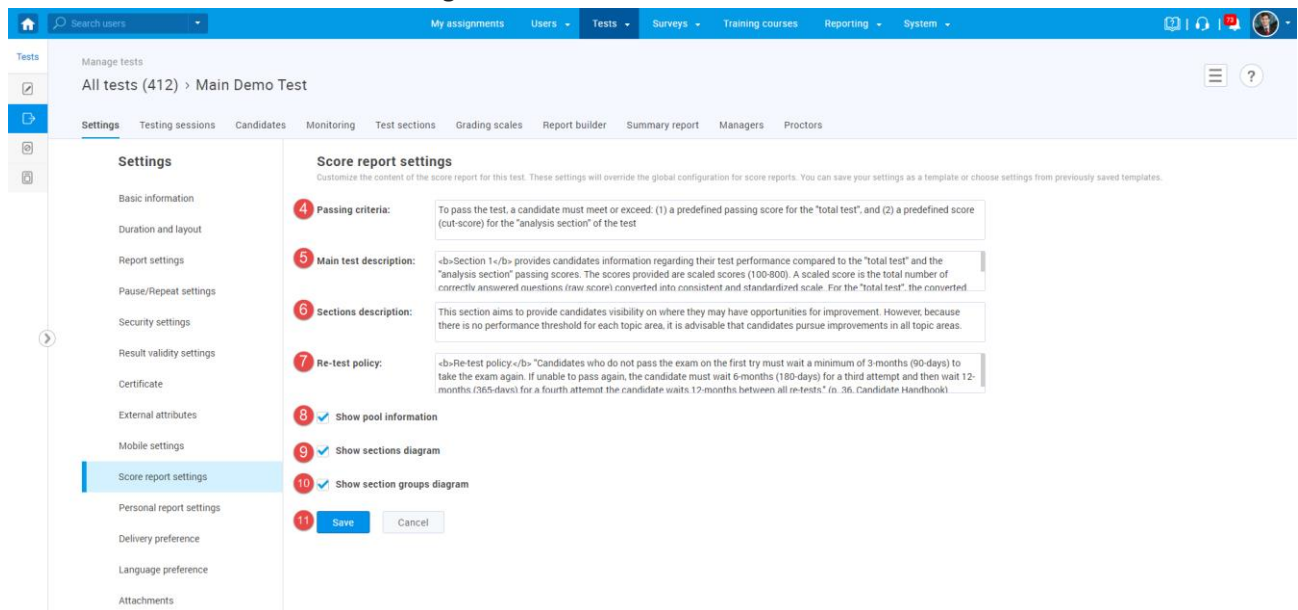 Search users
My assignments Users Tests Surveys Training courses Reporting System
Tests
Manage tests
All tests (412) › Main Demo Test
?
Settings Testing sessions Candidates Monitoring Test sections Grading scales Report builder Summary report Managers Proctors
Settings
Basic information
Duration and layout
Report settings
Pause/Repeat settings
Security settings
Result validity settings
Certificate
External attributes
Mobile settings
Score report settings
Personal report settings
Delivery preference
Language preference
Attachments
Score report settings
Customize the content of the score report for this test. These settings will override the global configuration for score reports. You can save your settings as a template or choose settings from previously saved templates.
4 Passing criteria:
To pass the test, a candidate must meet or exceed: (1) a predefined passing score for the "total test", and (2) a predefined score
(cut-score) for the "analysis section" of the test
5 Main test description:
<b>Section 1</b> provides candidates information regarding their test performance compared to the "total test" and the
"analysis section" passing scores. The scores provided are scaled scores (100-800). A scaled score is the total number of
correctly answered questions (raw score) converted into consistent and standardized scale. For the "total test", the converted
6 Sections description:
This section aims to provide candidates visibility on where they may have opportunities for improvement. However, because
there is no performance threshold for each topic area, it is advisable that candidates pursue improvements in all topic areas.
7 Re-test policy:
<b>Re-test policy:</b> "Candidates who do not pass the exam on the first try must wait a minimum of 3-months (90-days) to
take the exam again. If unable to pass again, the candidate must wait 6-months (180-days) for a third attempt and then wait 12-
months (365-days) for a fourth attempt the candidate waits 12-months between all re-tests." (p. 36, Candidate Handbook)
8 Show pool information
9 Show sections diagram
10 Show section groups diagram
11 Save Cancel